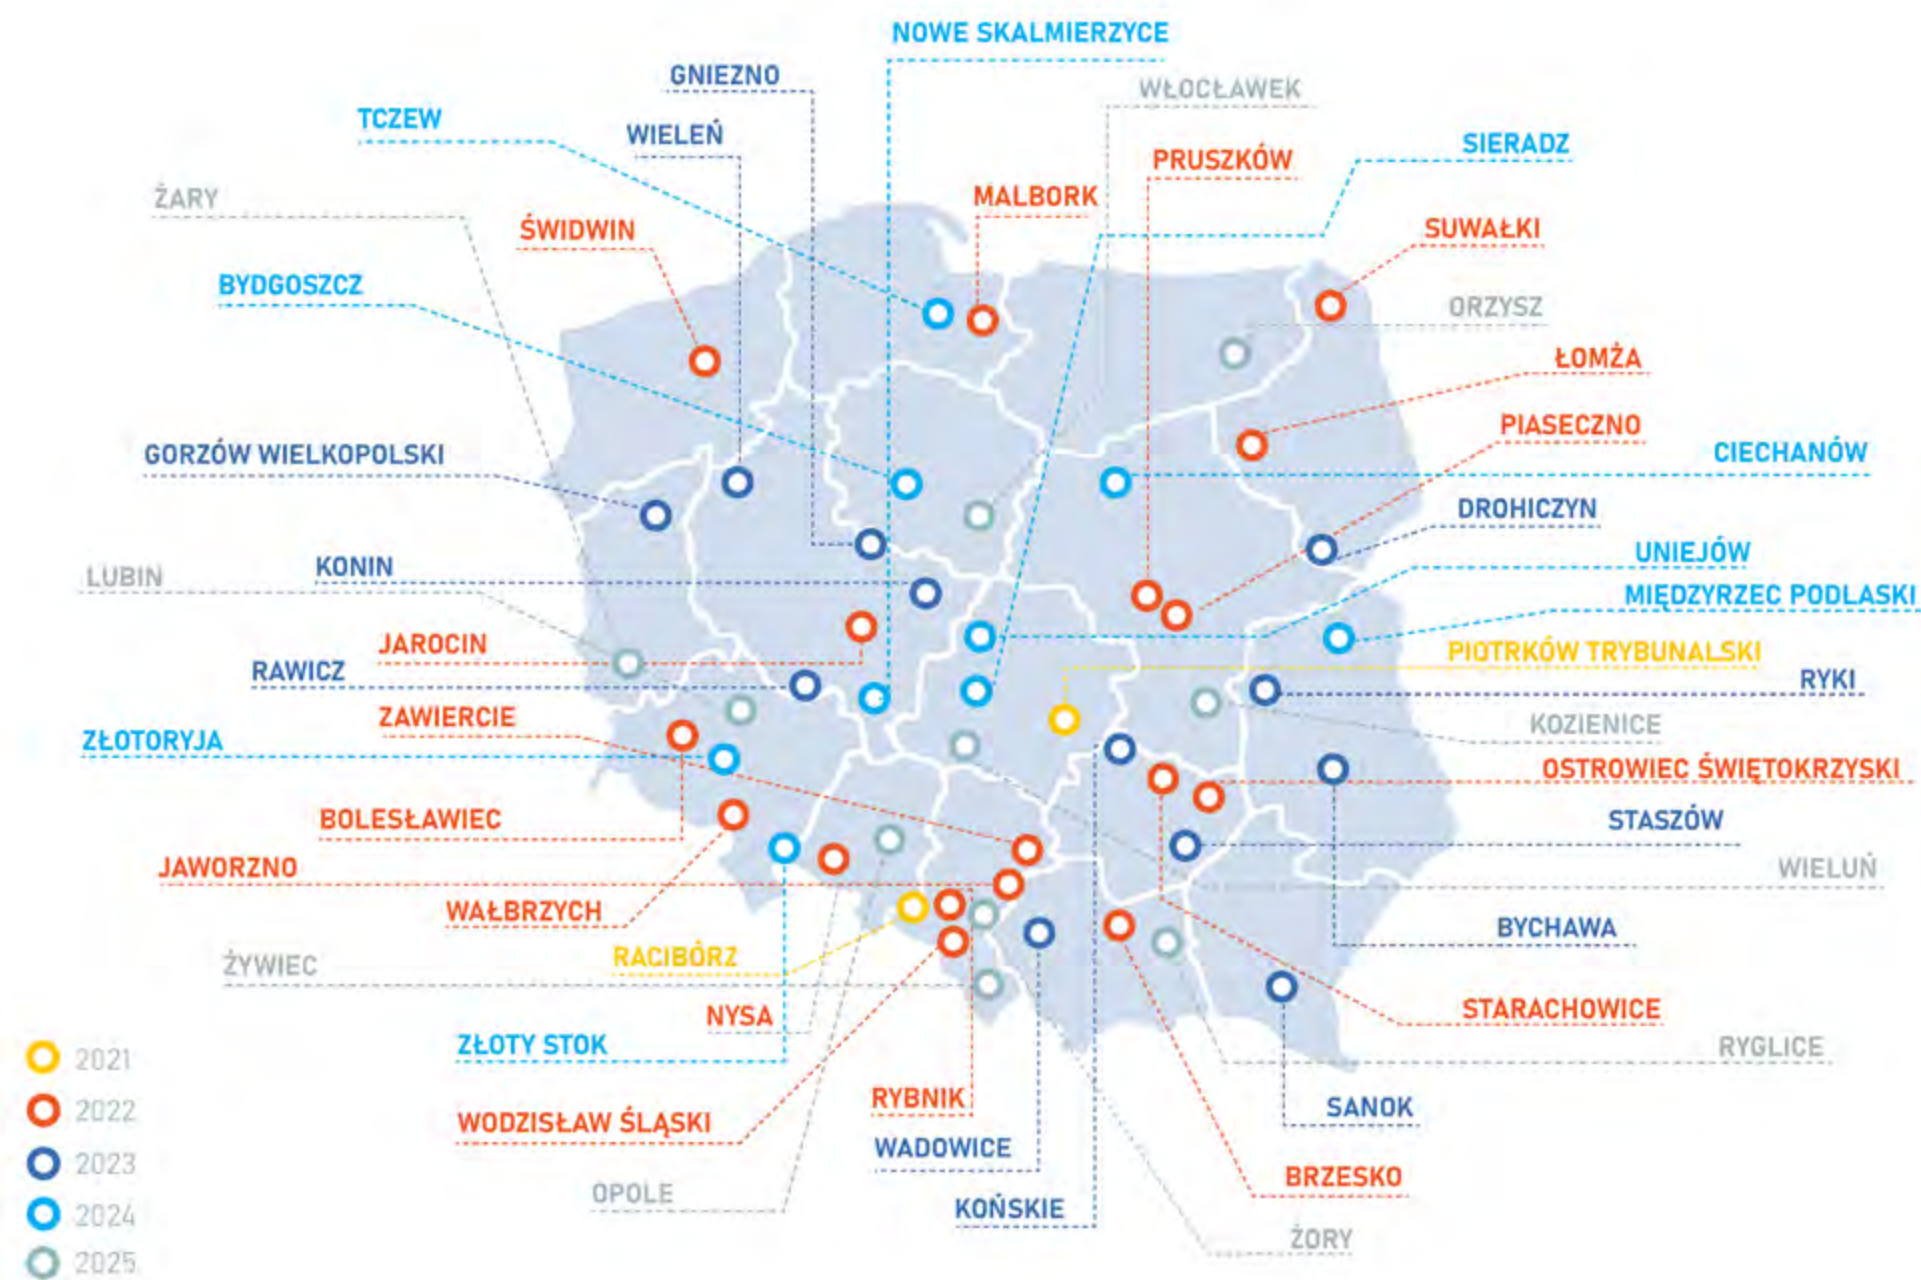 NOWE SKALMIERZYCE
GNIEZNO
WŁOCŁAWEK
TCZEW
WIELEŃ
SIERADZ
PRUSZKÓW
ŻARY
MALBORK
ŚWIDWIN
SUWAŁKI
BYDGOSZCZ
ORZYSZ
ŁOMŻA
PIASECZNO
GORZÓW WIELKOPOLSKI
CIECHANÓW
DROHICZYN
UNIEJÓW
LUBIN
KONIN
MIĘDZYRZEC PODLASKI
JAROCIN
PIOTRKÓW TRYBUNALSKI
RAWICZ
RYKI
ZAWIERCIE
KOZIENICE
ZŁOTORYJA
OSTROWIEC ŚWIĘTOKRZYSKI
BOLESŁAWIEC
STASZÓW
JAWORZNO
WIELUŃ
WAŁBRZYCH
BYCHAWA
RACIBÓRZ
ŻYWIEC
STARACHOWICE
NYSA
ZŁOTY STOK
RYGLICE
2021
RYBNIK
SANOK
2022
WODZISŁAW ŚLĄSKI
WADOWICE
2023
BRZESKO
OPOLE
KOŃSKIE
2024
ŻORY
2025